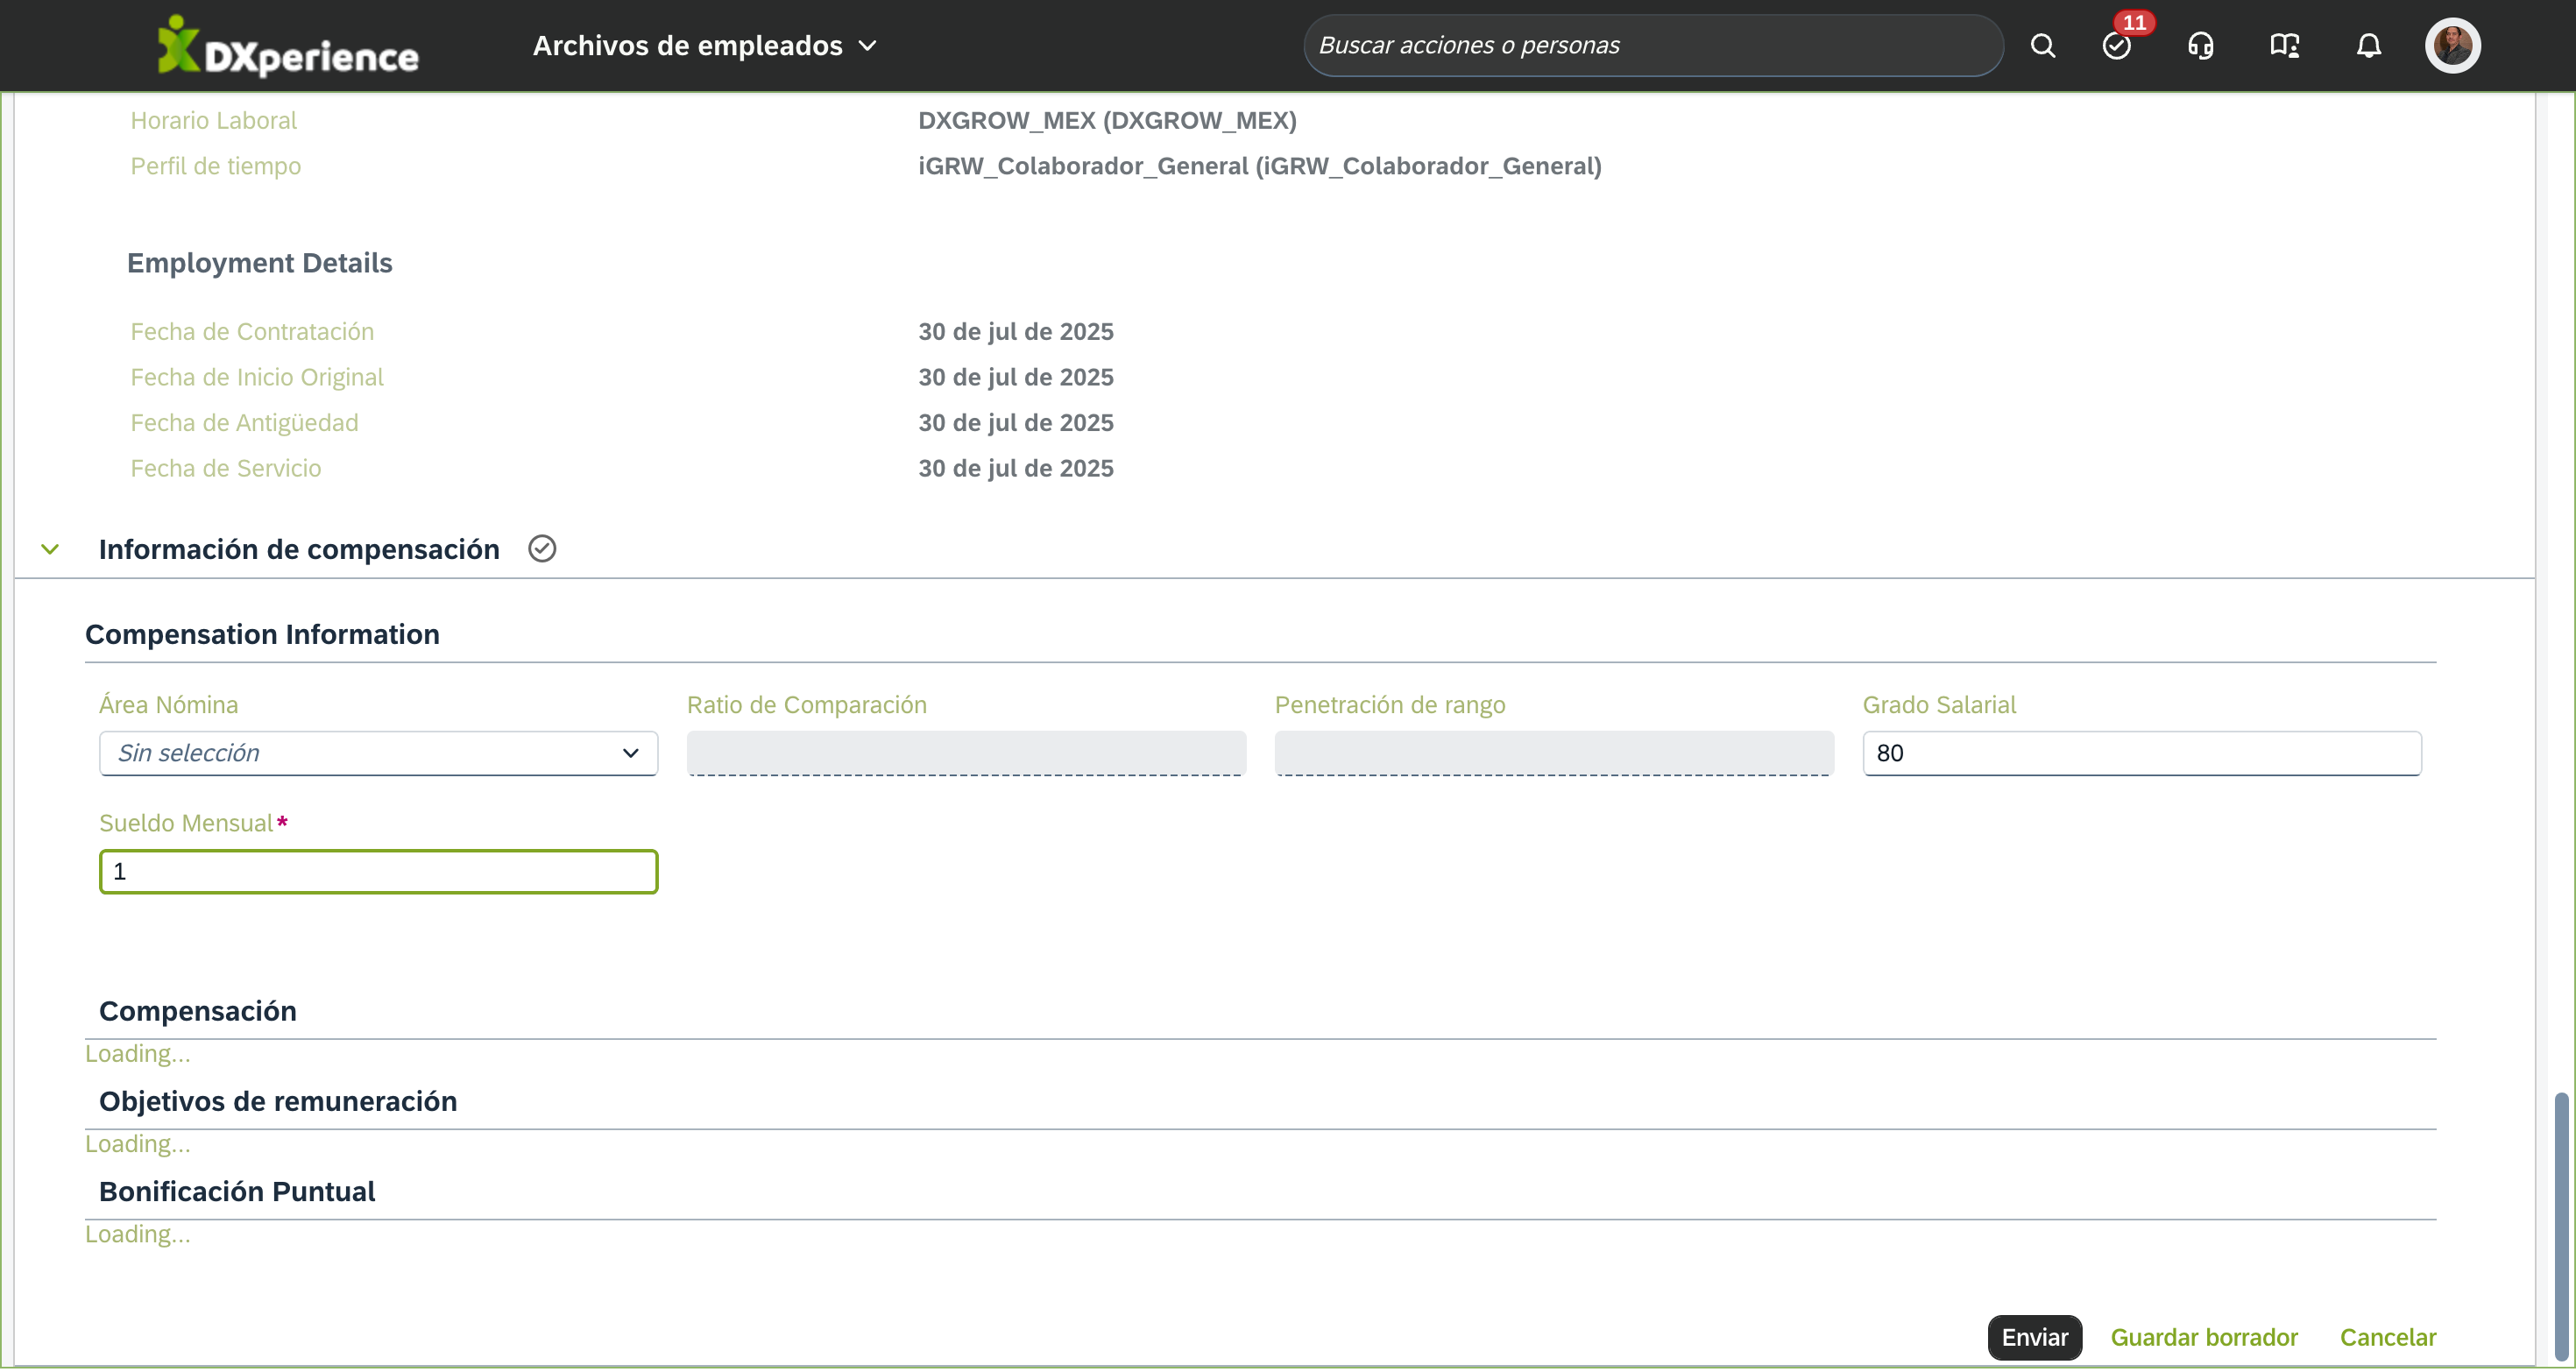 DXperience
Archivos de empleados
Buscar acciones o personas
11
Horario Laboral DXGROW_MEX (DXGROW_MEX)
Perfil de tiempo iGRW_Colaborador_General (iGRW_Colaborador_General)
Employment Details
Fecha de Contratación 30 de jul de 2025
Fecha de Inicio Original 30 de jul de 2025
Fecha de Antigüedad 30 de jul de 2025
Fecha de Servicio 30 de jul de 2025
Información de compensación
Compensation Information
Área Nómina Ratio de Comparación Penetración de rango Grado Salarial
Sin selección 80
Sueldo Mensual*
1
Compensación
Loading...
Objetivos de remuneración
Loading...
Bonificación Puntual
Loading...
Enviar Guardar borrador Cancelar